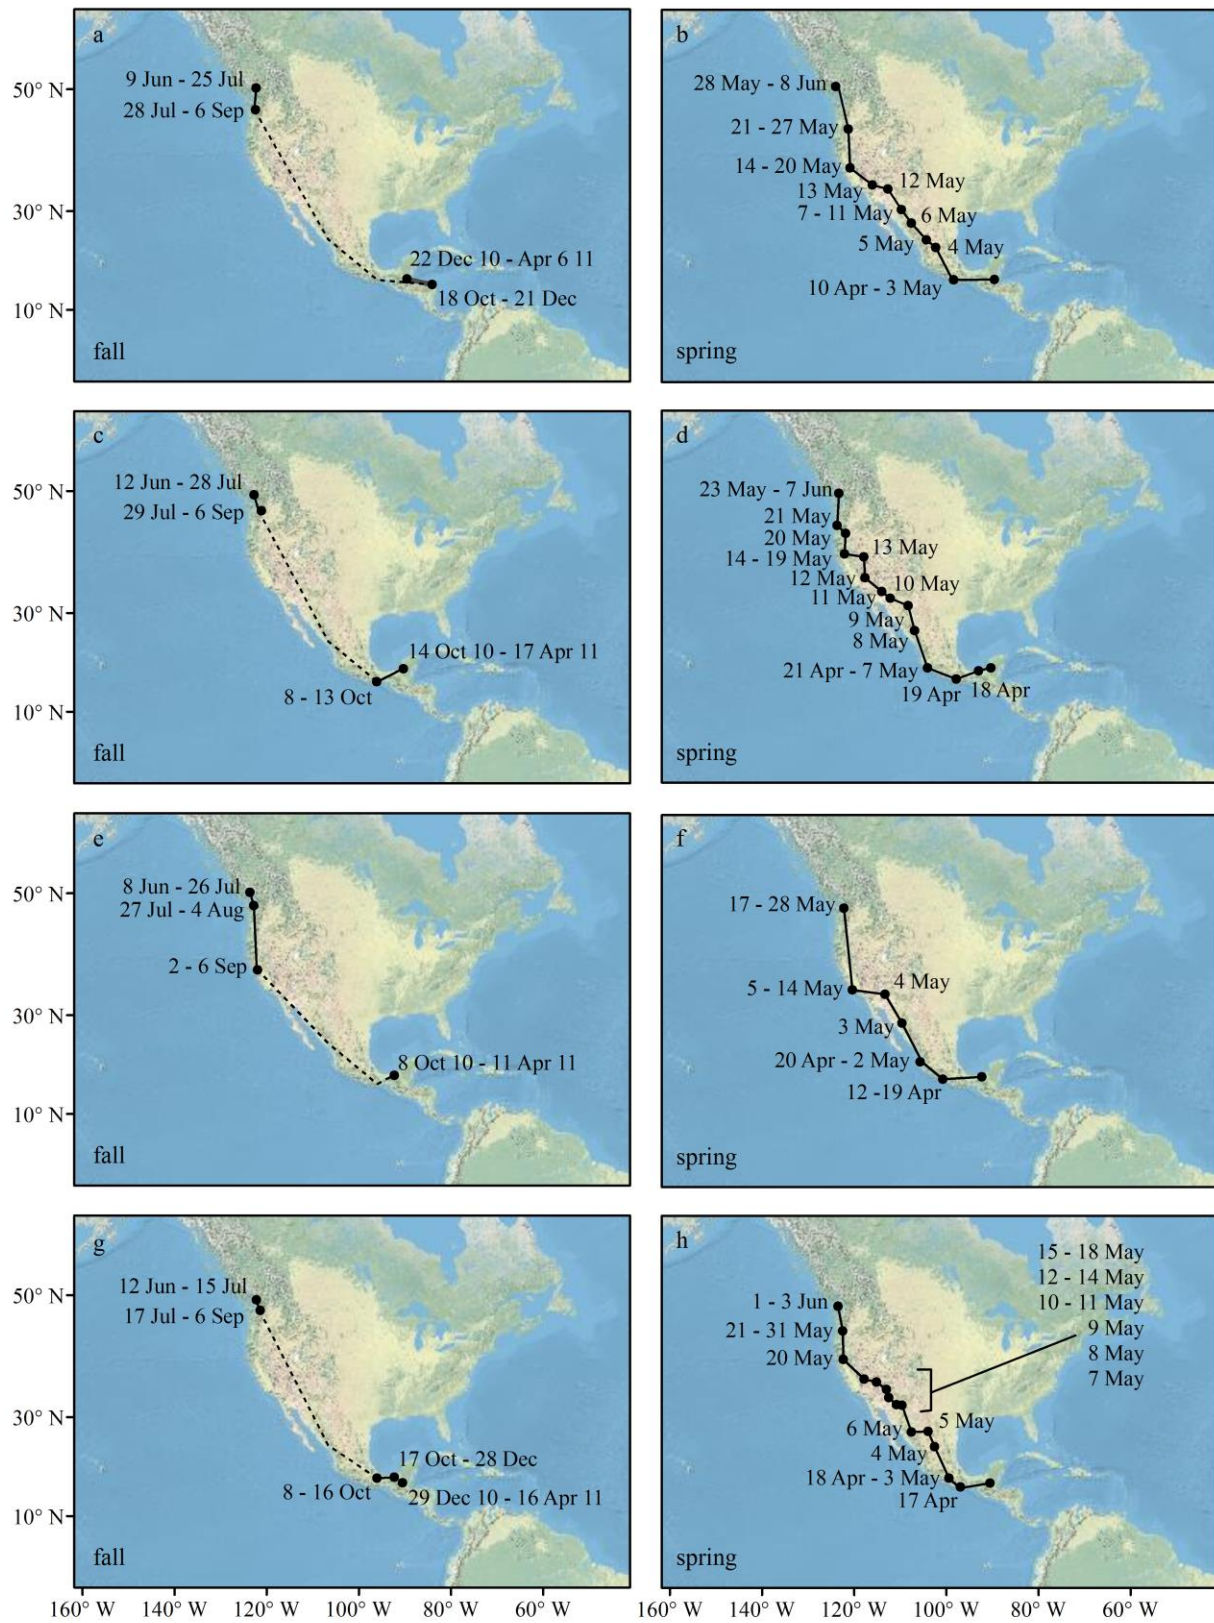 a
9 Jun - 25 Jul
28 Jul - 6 Sep
22 Dec 10 - Apr 6 11
18 Oct - 21 Dec
fall
50° N
30° N
10° N
b
28 May - 8 Jun
21 - 27 May
14 - 20 May
12 May
13 May
7 - 11 May
6 May
5 May
4 May
10 Apr - 3 May
spring
c
12 Jun - 28 Jul
29 Jul - 6 Sep
14 Oct 10 - 17 Apr 11
8 - 13 Oct
fall
50° N
30° N
10° N
d
23 May - 7 Jun
21 May
20 May
13 May
14 - 19 May
12 May
10 May
11 May
9 May
8 May
21 Apr - 7 May
19 Apr
18 Apr
spring
e
8 Jun - 26 Jul
27 Jul - 4 Aug
2 - 6 Sep
8 Oct 10 - 11 Apr 11
fall
50° N
30° N
10° N
f
17 - 28 May
4 May
5 - 14 May
3 May
20 Apr - 2 May
12 -19 Apr
spring
g
12 Jun - 15 Jul
17 Jul - 6 Sep
17 Oct - 28 Dec
8 - 16 Oct
29 Dec 10 - 16 Apr 11
fall
50° N
30° N
10° N
160° W 140° W 120° W 100° W 80° W 60° W
h
15 - 18 May
12 - 14 May
10 - 11 May
9 May
8 May
7 May
1 - 3 Jun
21 - 31 May
20 May
5 May
6 May
4 May
18 Apr - 3 May
17 Apr
spring
160° W 140° W 120° W 100° W 80° W 60° W